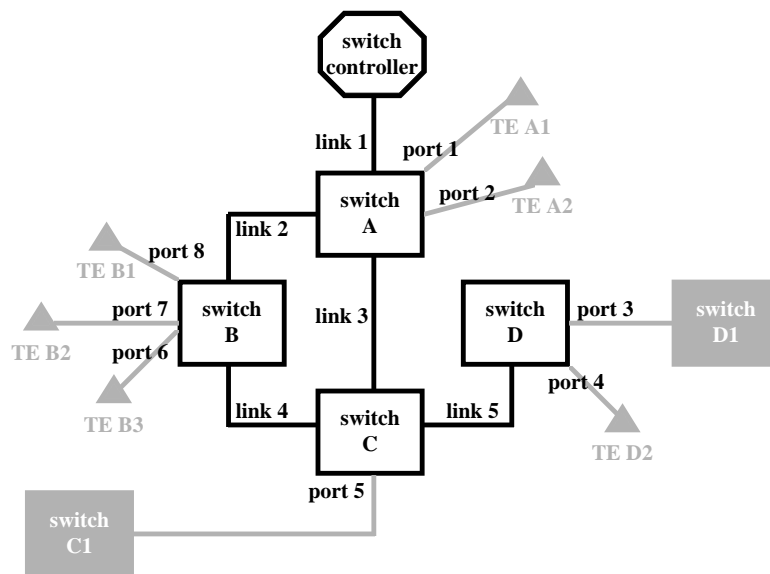 switch
controller
link 1
TE A1
port 1
port 2
TE A2
switch
A
link 2
port 8
TE B1
link 3
port 7
switch
B
switch
D
port 3
switch
D1
TE B2
port 6
port 4
TE B3
link 4
switch
C
link 5
TE D2
port 5
switch
C1